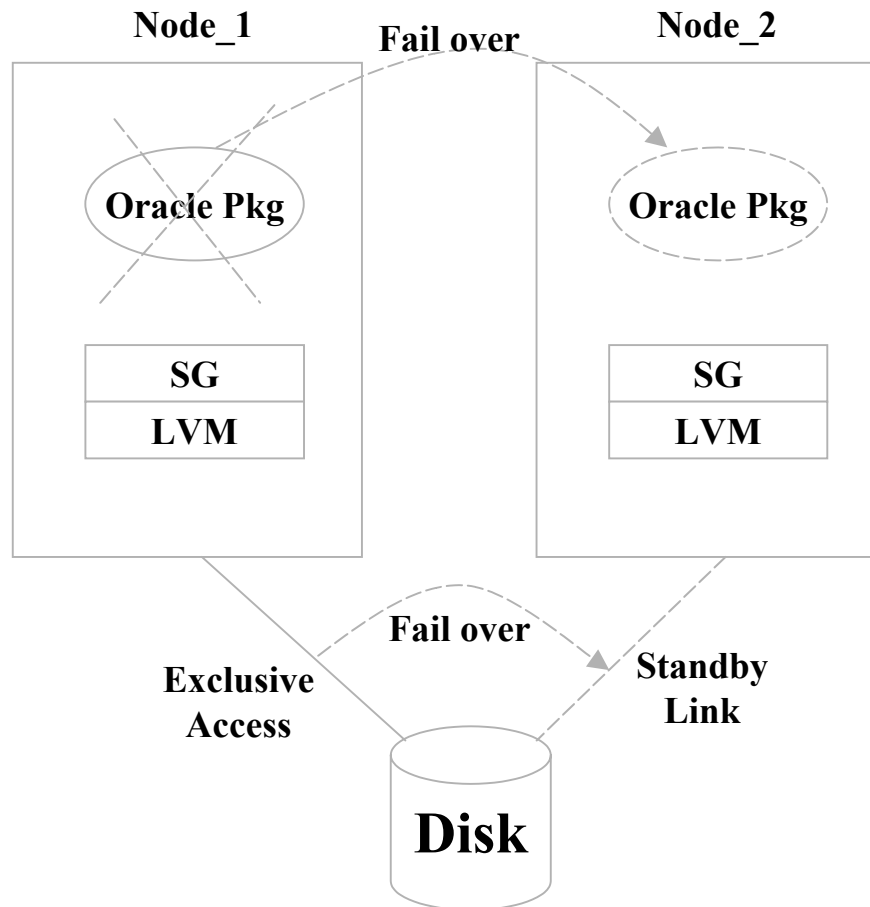 Node_1
Fail over
Node_2
Oracle Pkg
Oracle Pkg
SG
LVM
SG
LVM
Fail over
Exclusive
Access
Standby
Link
Disk